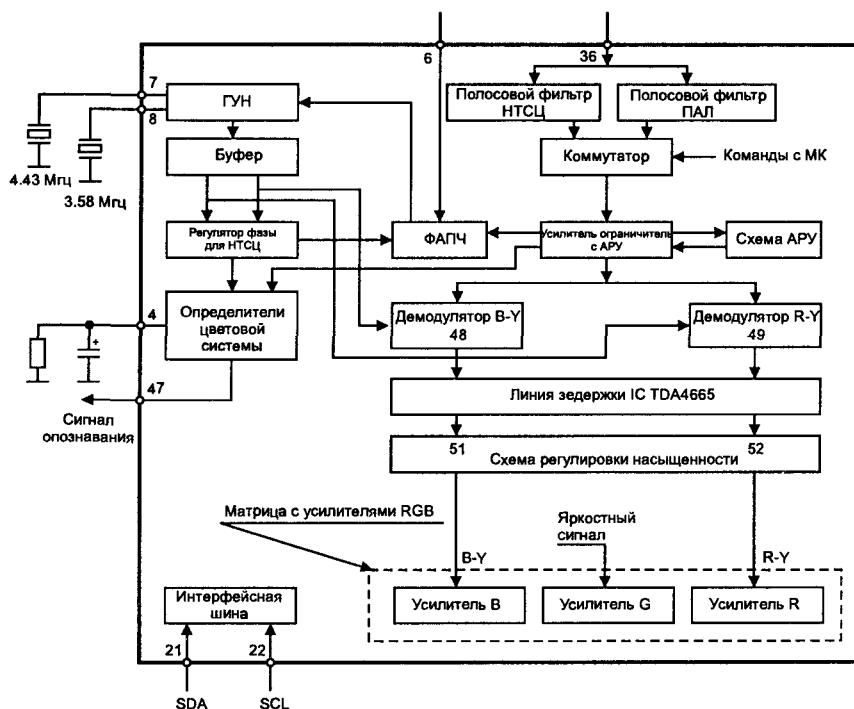 6
36
7
8
ГУН
Полосовой фильтр
НТСЦ
Полосовой фильтр
ПАЛ
Буфер
Коммутатор
Команды с МК
4.43 Мгц
3.58 Мгц
Регулятор фазы
для НТСЦ
ФАПЧ
Усилитель ограничитель
с АРУ
Схема АРУ
4
Определители
цветовой
системы
Демодулятор B-Y
48
Демодулятор R-Y
49
+
47
Сигнал
опознавания
Линия зедержки IC TDA4665
51
52
Схема регулировки насыщенности
Матрица с усилителями RGB
Яркостный
сигнал
B-Y
R-Y
Интерфейсная
шина
Усилитель B
Усилитель G
Усилитель R
21
22
SDA
SCL